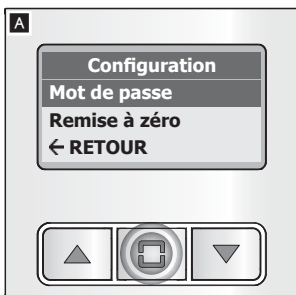 A
Configuration
Mot de passe
Remise à zéro
← RETOUR